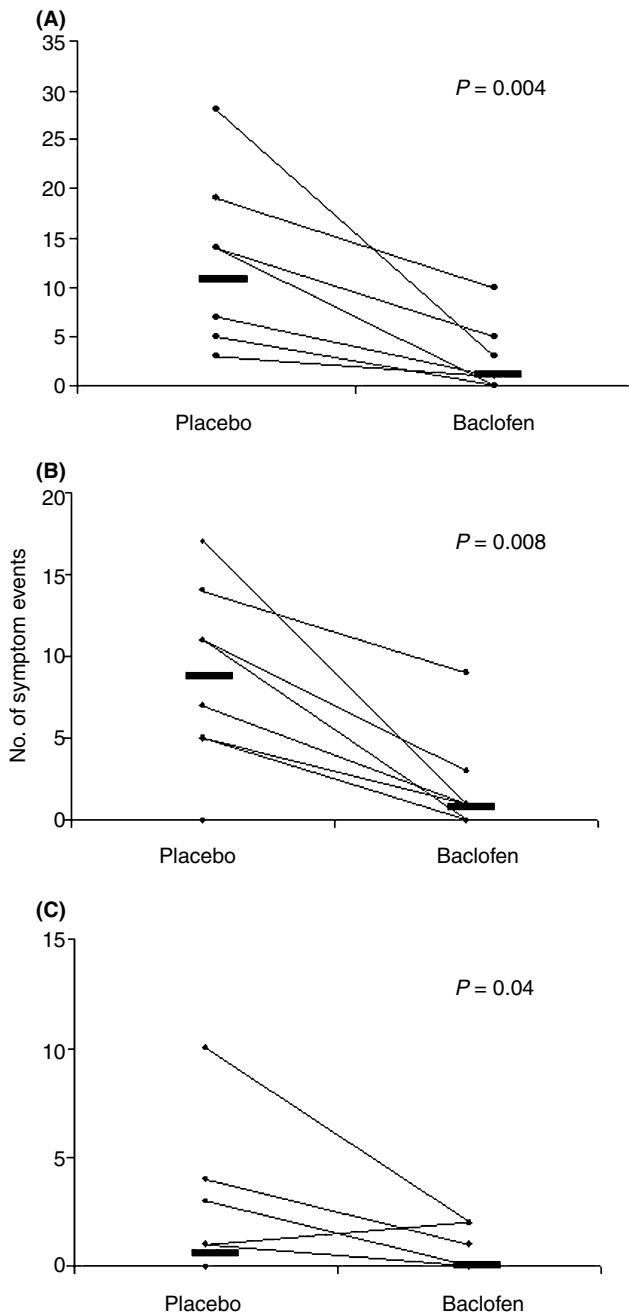 (A)
35
30
25
20
15
10
5
0
P = 0.004
Placebo Baclofen
(B)
No. of symptom events
20
15
10
5
0
P = 0.008
Placebo Baclofen
(C)
15
10
5
0
P = 0.04
Placebo Baclofen